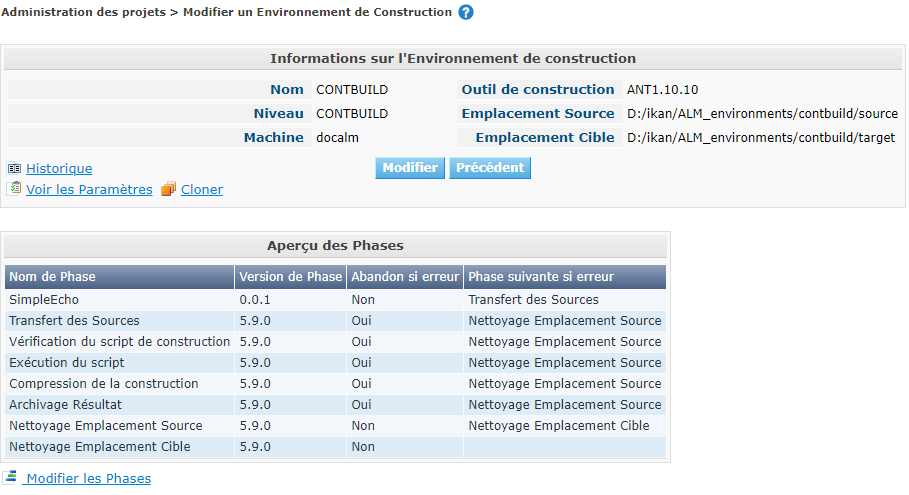 Administration des projets > Modifier un Environnement de Construction ?
Informations sur l'Environnement de construction
Nom CONTBUILD Outil de construction ANT1.10.10
Niveau CONTBUILD Emplacement Source D:/ikan/ALM_environments/contbuild/source
Machine docalm Emplacement Cible D:/ikan/ALM_environments/contbuild/target
Historique Modifier Précédent
Voir les Paramètres Cloner
Aperçu des Phases
Nom de Phase Version de Phase Abandon si erreur Phase suivante si erreur
SimpleEcho 0.0.1 Non Transfert des Sources
Transfert des Sources 5.9.0 Oui Nettoyage Emplacement Source
Vérification du script de construction 5.9.0 Oui Nettoyage Emplacement Source
Exécution du script 5.9.0 Oui Nettoyage Emplacement Source
Compression de la construction 5.9.0 Oui Nettoyage Emplacement Source
Archivage Résultat 5.9.0 Oui Nettoyage Emplacement Source
Nettoyage Emplacement Source 5.9.0 Non Nettoyage Emplacement Cible
Nettoyage Emplacement Cible 5.9.0 Non
Modifier les Phases